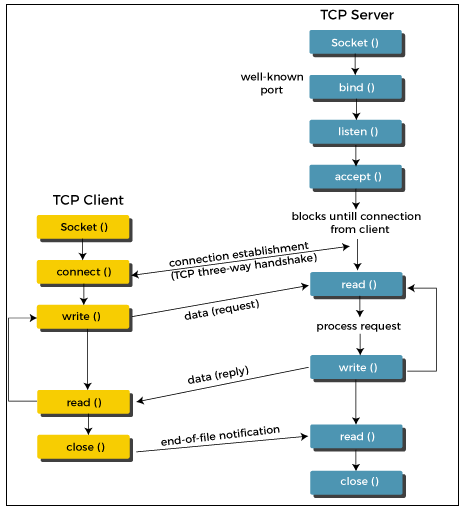 TCP Server
Socket ()
well-known
port
bind ()
listen ()
accept ()
blocks untill connection
from client
TCP Client
Socket ()
connect ()
connection establishment
(TCP three-way handshake)
read ()
write ()
data (request)
process request
write ()
data (reply)
read ()
close ()
end-of-file notification
read ()
close ()